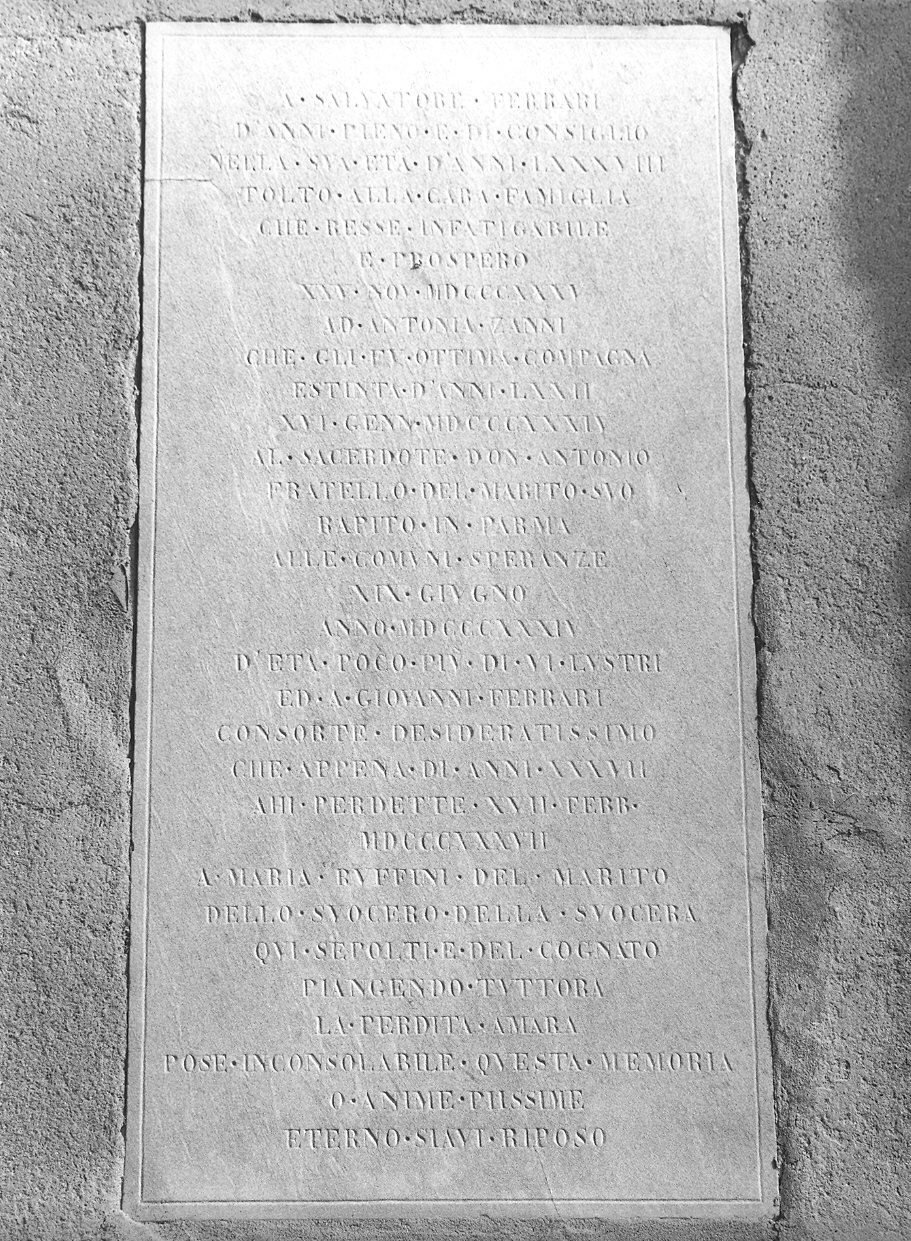 A·SALVATORE·FERRARI
D'ANNI·PIENO·E·DI·CONSIGLIO
NELLA·SVA·ETA·D'ANNI·LXXXVIII
TOLTO·ALLA·CARA·FAMIGLIA
CHE·RESSE·INFATIGABILE
E·PROSPERO
XXV·NOV·MDCCCXXXV
AD·ANTONIA·ZANNI
CHE·GLI·FV·OTTIMA·COMPAGNA
ESTINTA·D'ANNI·LXXII
XVI·GENN·MDCCCXXXIV
AL·SACERDOTE·DON·ANTONIO
FRATELLO·DEL·MARITO·SVO
RAPITO·IN·PARMA
ALLE·COMVNI·SPERANZE
XIX·GIVGNO
ANNO·MDCCCXXXIV
D'ETA·POCO·PIV·DI·VI·LVSTRI
ED·A·GIOVANNI·FERRARI
CONSORTE·DESIDERATISSIMO
CHE·APPENA·DI·ANNI·XXXVII
AHI·PERDETTE·XVII·FEBB·
MDCCCXXXVII
A·MARIA·RVFFINI·DEL·MARITO
DELLO·SVOCERO·DELLA·SVOCERA
QVI·SEPOLTI·E·DEL·COGNATO
PIANGENDO·TVTTORA
LA·PERDITA·AMARA
POSE·INCONSOLABILE·QVESTA·MEMORIA
O·ANIME·PIISSIME
ETERNO·SIAVI·RIPOSO